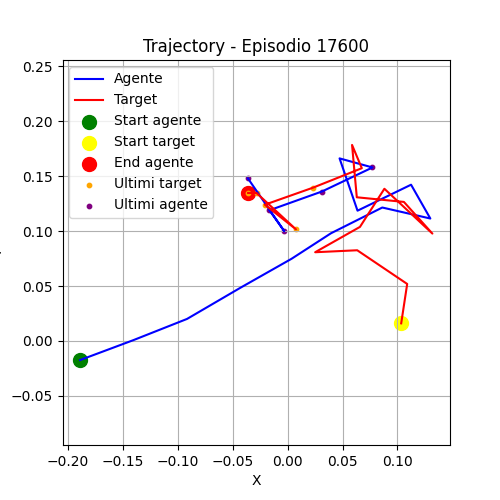 Trajectory - Episodio 17600
0.25
0.20
0.15
0.10
0.05
0.00
−0.05
Agente
Target
Start agente
Start target
End agente
Ultimi target
Ultimi agente
−0.20
−0.15
−0.10
−0.05
0.00
0.05
0.10
X